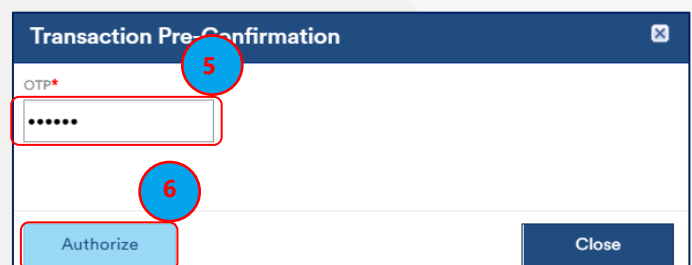 Transaction Pre-Confirmation
5
OTP*
••••••
6
Authorize
Close